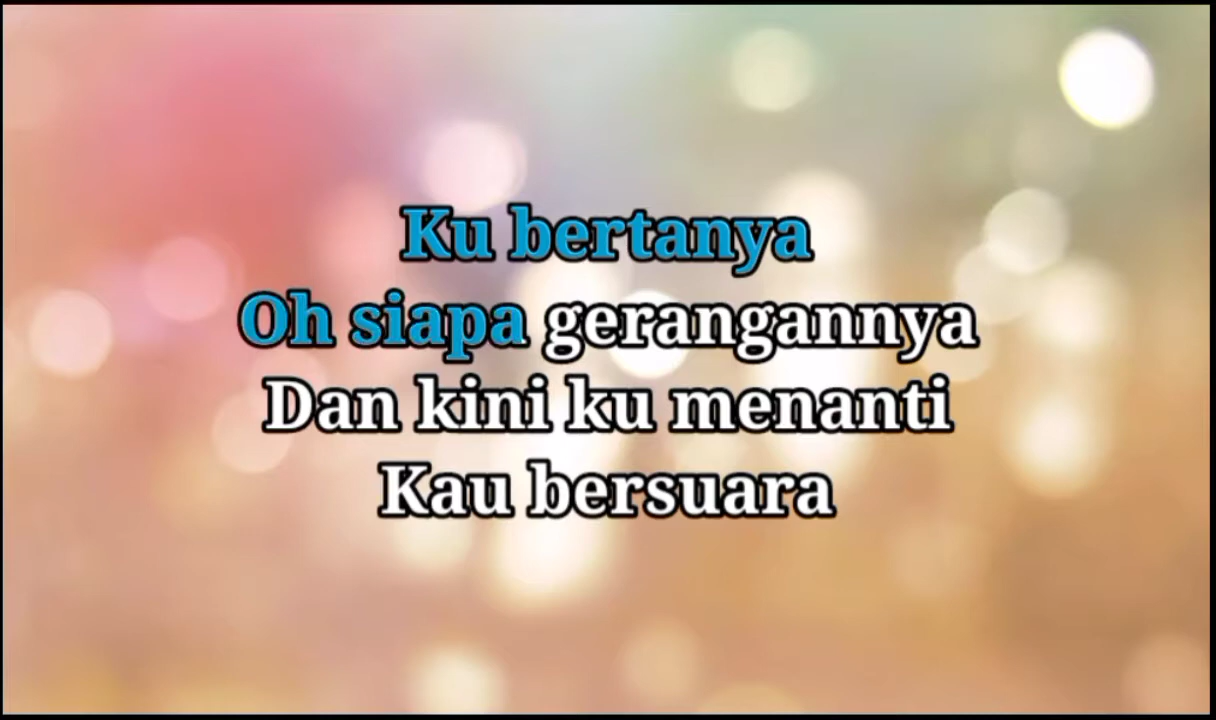 Ku bertanya
Oh siapa gerangannya
Dan kini ku menanti
Kau bersuara